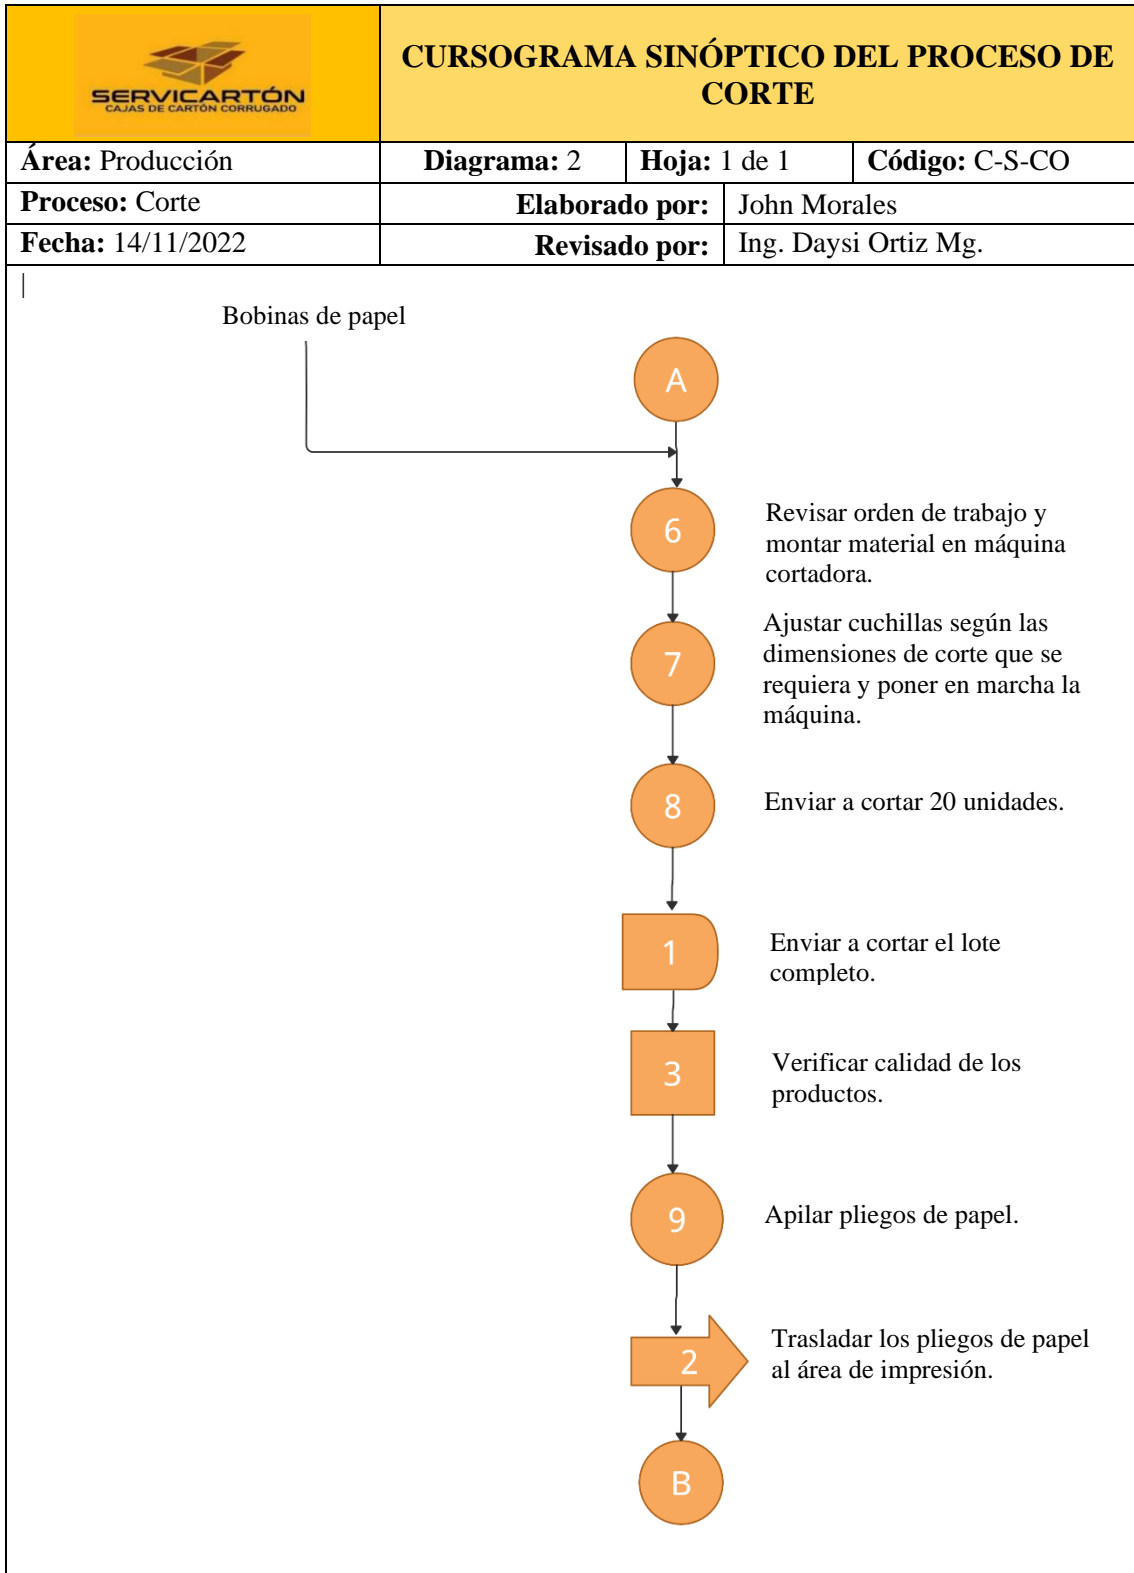 SERVICARTÓN
CAJAS DE CARTÓN CORRUGADO
CURSOGRAMA SINÓPTICO DEL PROCESO DE
CORTE
Área: Producción
Diagrama: 2
Hoja: 1 de 1
Código: C-S-CO
Proceso: Corte
Elaborado por:
John Morales
Fecha: 14/11/2022
Revisado por:
Ing. Daysi Ortiz Mg.
Bobinas de papel
A
6
Revisar orden de trabajo y
montar material en máquina
cortadora.
7
Ajustar cuchillas según las
dimensiones de corte que se
requiera y poner en marcha la
máquina.
8
Enviar a cortar 20 unidades.
1
Enviar a cortar el lote
completo.
3
Verificar calidad de los
productos.
9
Apilar pliegos de papel.
2
Trasladar los pliegos de papel
al área de impresión.
B